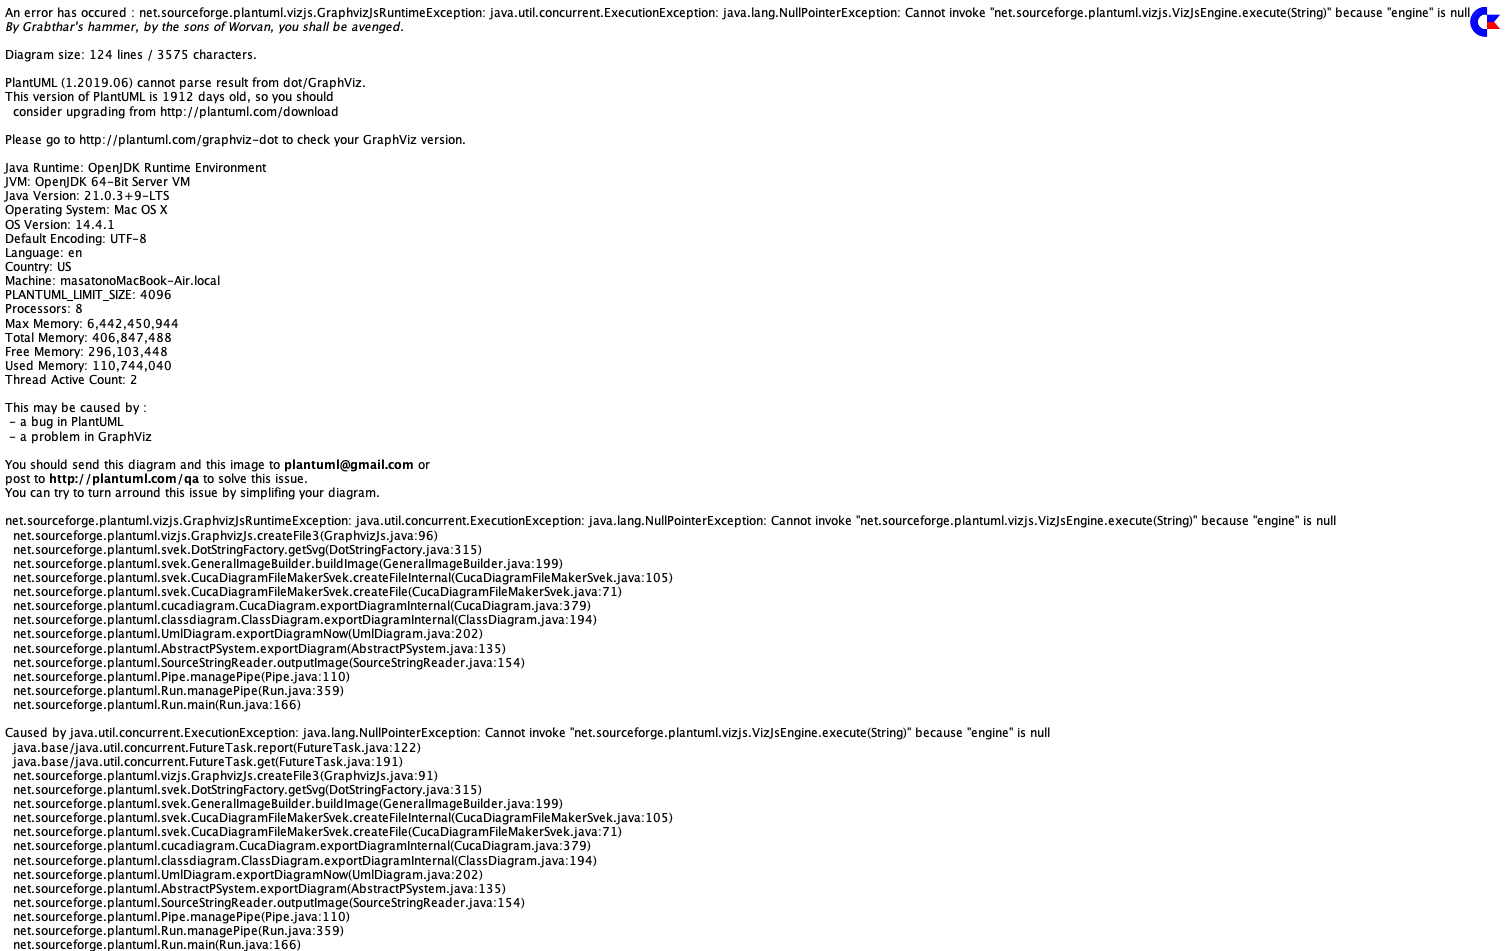 An error has occured : net.sourceforge.plantuml.vizjs.GraphvizJsRuntimeException: java.util.concurrent.ExecutionException: java.lang.NullPointerException: Cannot invoke "net.sourceforge.plantuml.vizjs.VizJsEngine.execute(String)" because "engine" is null
By Grabthar's hammer, by the sons of Worvan, you shall be avenged.
Diagram size: 124 lines / 3575 characters.
PlantUML (1.2019.06) cannot parse result from dot/GraphViz.
This version of PlantUML is 1912 days old, so you should
consider upgrading from http://plantuml.com/download
Please go to http://plantuml.com/graphviz-dot to check your GraphViz version.
Java Runtime: OpenJDK Runtime Environment
JVM: OpenJDK 64-Bit Server VM
Java Version: 21.0.3+9-LTS
Operating System: Mac OS X
OS Version: 14.4.1
Default Encoding: UTF-8
Language: en
Country: US
Machine: masatonoMacBook-Air.local
PLANTUML_LIMIT_SIZE: 4096
Processors: 8
Max Memory: 6,442,450,944
Total Memory: 406,847,488
Free Memory: 296,103,448
Used Memory: 110,744,040
Thread Active Count: 2
This may be caused by :
- a bug in PlantUML
- a problem in GraphViz
You should send this diagram and this image to plantuml@gmail.com or
post to http://plantuml.com/qa to solve this issue.
You can try to turn arround this issue by simplifing your diagram.
net.sourceforge.plantuml.vizjs.GraphvizJsRuntimeException: java.util.concurrent.ExecutionException: java.lang.NullPointerException: Cannot invoke "net.sourceforge.plantuml.vizjs.VizJsEngine.execute(String)" because "engine" is null
net.sourceforge.plantuml.vizjs.GraphvizJs.createFile3(GraphvizJs.java:96)
net.sourceforge.plantuml.svek.DotStringFactory.getSvg(DotStringFactory.java:315)
net.sourceforge.plantuml.svek.GeneralImageBuilder.buildImage(GeneralImageBuilder.java:199)
net.sourceforge.plantuml.svek.CucaDiagramFileMakerSvek.createFileInternal(CucaDiagramFileMakerSvek.java:105)
net.sourceforge.plantuml.svek.CucaDiagramFileMakerSvek.createFile(CucaDiagramFileMakerSvek.java:71)
net.sourceforge.plantuml.cucadiagram.CucaDiagram.exportDiagramInternal(CucaDiagram.java:379)
net.sourceforge.plantuml.classdiagram.ClassDiagram.exportDiagramInternal(ClassDiagram.java:194)
net.sourceforge.plantuml.UmlDiagram.exportDiagramNow(UmlDiagram.java:202)
net.sourceforge.plantuml.AbstractPSystem.exportDiagram(AbstractPSystem.java:135)
net.sourceforge.plantuml.SourceStringReader.outputImage(SourceStringReader.java:154)
net.sourceforge.plantuml.Pipe.managePipe(Pipe.java:110)
net.sourceforge.plantuml.Run.managePipe(Run.java:359)
net.sourceforge.plantuml.Run.main(Run.java:166)
Caused by java.util.concurrent.ExecutionException: java.lang.NullPointerException: Cannot invoke "net.sourceforge.plantuml.vizjs.VizJsEngine.execute(String)" because "engine" is null
java.base/java.util.concurrent.FutureTask.report(FutureTask.java:122)
java.base/java.util.concurrent.FutureTask.get(FutureTask.java:191)
net.sourceforge.plantuml.vizjs.GraphvizJs.createFile3(GraphvizJs.java:91)
net.sourceforge.plantuml.svek.DotStringFactory.getSvg(DotStringFactory.java:315)
net.sourceforge.plantuml.svek.GeneralImageBuilder.buildImage(GeneralImageBuilder.java:199)
net.sourceforge.plantuml.svek.CucaDiagramFileMakerSvek.createFileInternal(CucaDiagramFileMakerSvek.java:105)
net.sourceforge.plantuml.svek.CucaDiagramFileMakerSvek.createFile(CucaDiagramFileMakerSvek.java:71)
net.sourceforge.plantuml.cucadiagram.CucaDiagram.exportDiagramInternal(CucaDiagram.java:379)
net.sourceforge.plantuml.classdiagram.ClassDiagram.exportDiagramInternal(ClassDiagram.java:194)
net.sourceforge.plantuml.UmlDiagram.exportDiagramNow(UmlDiagram.java:202)
net.sourceforge.plantuml.AbstractPSystem.exportDiagram(AbstractPSystem.java:135)
net.sourceforge.plantuml.SourceStringReader.outputImage(SourceStringReader.java:154)
net.sourceforge.plantuml.Pipe.managePipe(Pipe.java:110)
net.sourceforge.plantuml.Run.managePipe(Run.java:359)
net.sourceforge.plantuml.Run.main(Run.java:166)